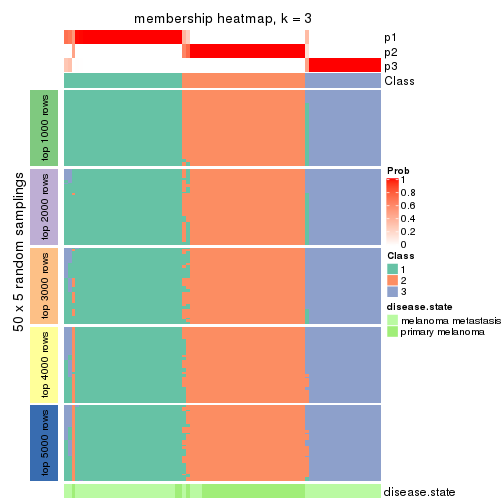 membership heatmap, k = 3
p1
p2
p3
Class
50 x 5 random samplings
top 1000 rows
top 2000 rows
top 3000 rows
top 4000 rows
top 5000 rows
Prob
1
0.8
0.6
0.4
0.2
0
Class
1
2
3
disease.state
melanoma metastasis
primary melanoma
disease.state